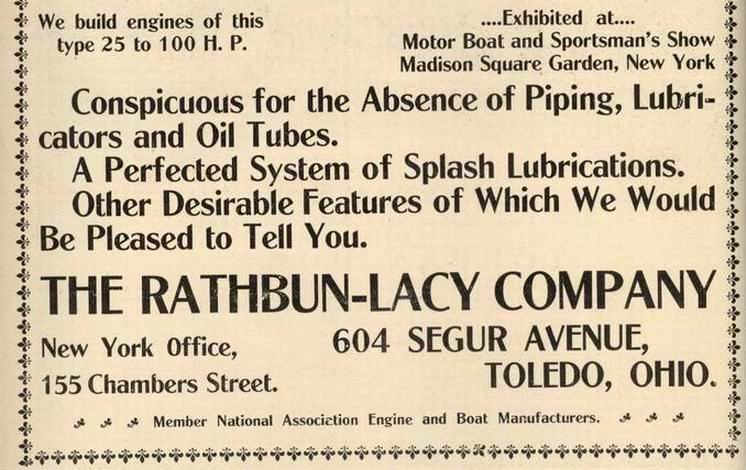 We build engines of this
type 25 to 100 H. P.
....Exhibited at....
Motor Boat and Sportsman's Show
Madison Square Garden, New York
Conspicuous for the Absence of Piping, Lubri-
cators and Oil Tubes.
A Perfected System of Splash Lubrications.
Other Desirable Features of Which We Would
Be Pleased to Tell You.
THE RATHBUN-LACY COMPANY
New York Office,
155 Chambers Street.
604 SEGUR AVENUE,
TOLEDO, OHIO.
Member National Association Engine and Boat Manufacturers.